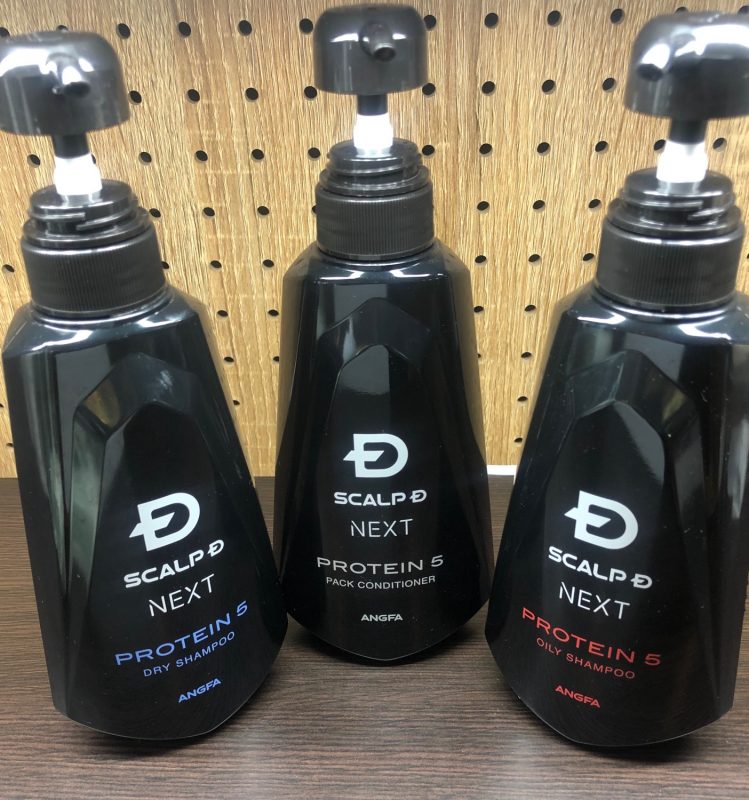 SCALP D
NEXT
PROTEIN 5
DRY SHAMPOO
ANGFA
SCALP D
NEXT
PROTEIN 5
PACK CONDITIONER
ANGFA
SCALP D
NEXT
PROTEIN 5
OILY SHAMPOO
ANGFA